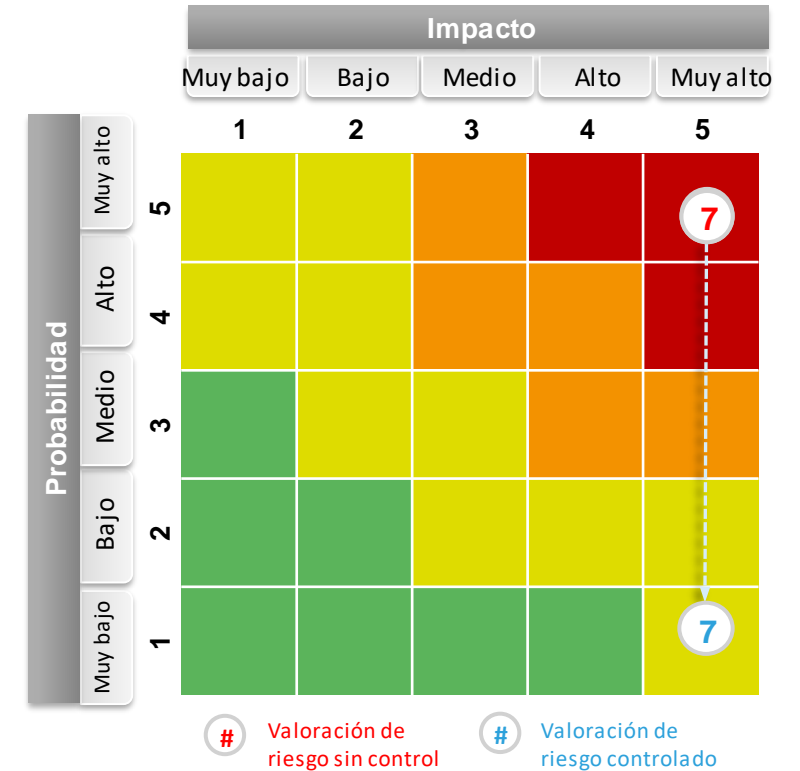 Impacto
Muy bajo
Bajo
Medio
Alto
Muy alto
1
2
3
4
5
Probabilidad
Muy alto
5
7
Alto
4
Medio
3
Bajo
2
Muy bajo
1
7
# Valoración de
riesgo sin control
# Valoración de
riesgo controlado